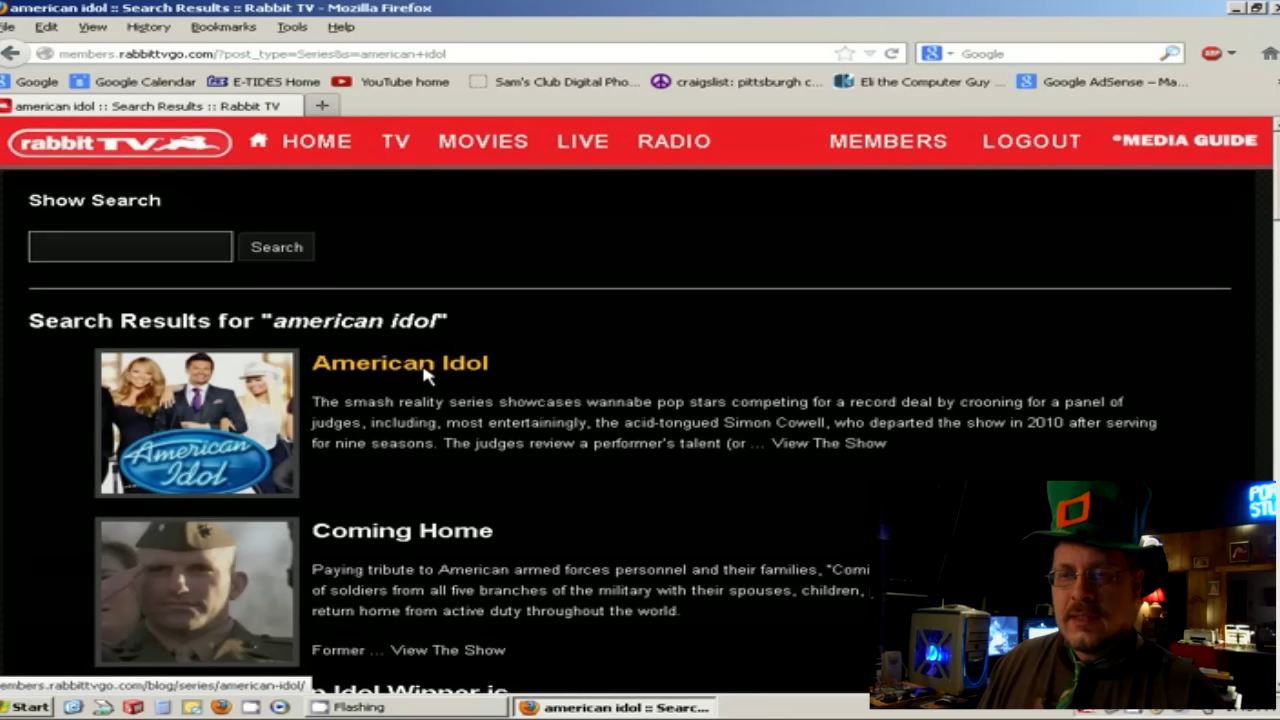 american idol :: Search Results :: Rabbit TV - Mozilla Firefox
File Edit View History Bookmarks Tools Help
members.rabbittvgo.com/?post_type=Series&s=american+idol
Google
Google Google Calendar E-TIDES Home YouTube home Sam's Club Digital Pho... craigslist: pittsburgh c... Eli the Computer Guy ... Google AdSense – Ma...
american idol :: Search Results :: Rabbit TV +
rabbit TV HOME TV MOVIES LIVE RADIO MEMBERS LOGOUT MEDIA GUIDE
Show Search
Search
Search Results for "american idol"
American Idol
The smash reality series showcases wannabe pop stars competing for a record deal by crooning for a panel of
judges, including, most entertainingly, the acid-tongued Simon Cowell, who departed the show in 2010 after serving
for nine seasons. The judges review a performer's talent (or ... View The Show
American Idol
Coming Home
Paying tribute to American armed forces personnel and their families, "Comi
of soldiers from all five branches of the military with their spouses, children,
return home from active duty throughout the world.
Former ... View The Show
Idol Winner is
embers.rabbittvgo.com/blog/series/american-idol/
Start Flashing american idol :: Searc...